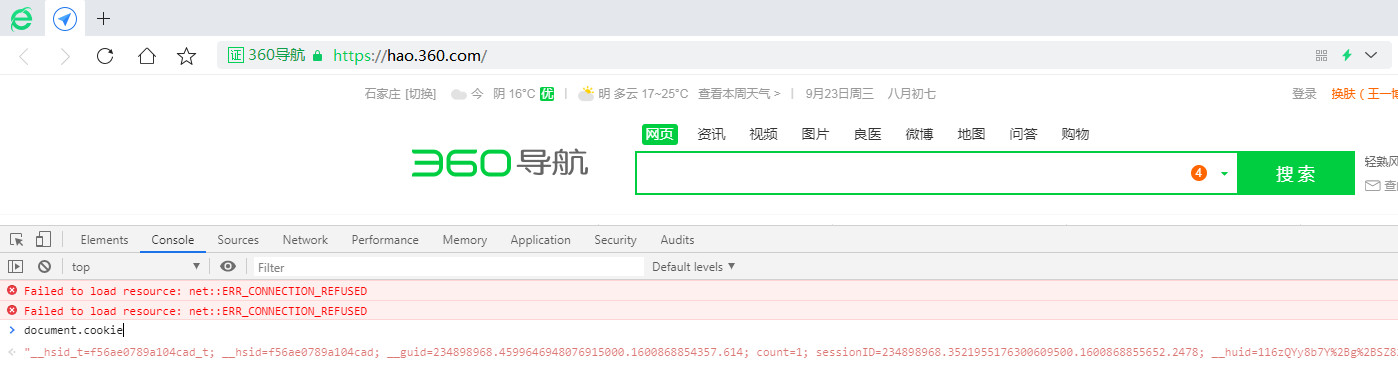 证 360导航 https://hao.360.com/
石家庄 [切换] 今 阴 16°C 优 | 明 多云 17~25°C 查看本周天气 > | 9月23日周三 八月初七 登录 换肤 ( 王一博
网页 资讯 视频 图片 良医 微博 地图 问答 购物
360导航 4 搜索
轻熟风
查
Elements Console Sources Network Performance Memory Application Security Audits
top Filter Default levels
Failed to load resource: net::ERR_CONNECTION_REFUSED
Failed to load resource: net::ERR_CONNECTION_REFUSED
> document.cookie
"__hsid_t=f56ae0789a104cad_t; __hsid=f56ae0789a104cad; __guid=234898968.4599646948076915000.1600868854357.614; count=1; sessionID=234898968.3521955176300609500.1600868855652.2478; __huid=116zQYy8b7Y%2Bg%2BSZ8